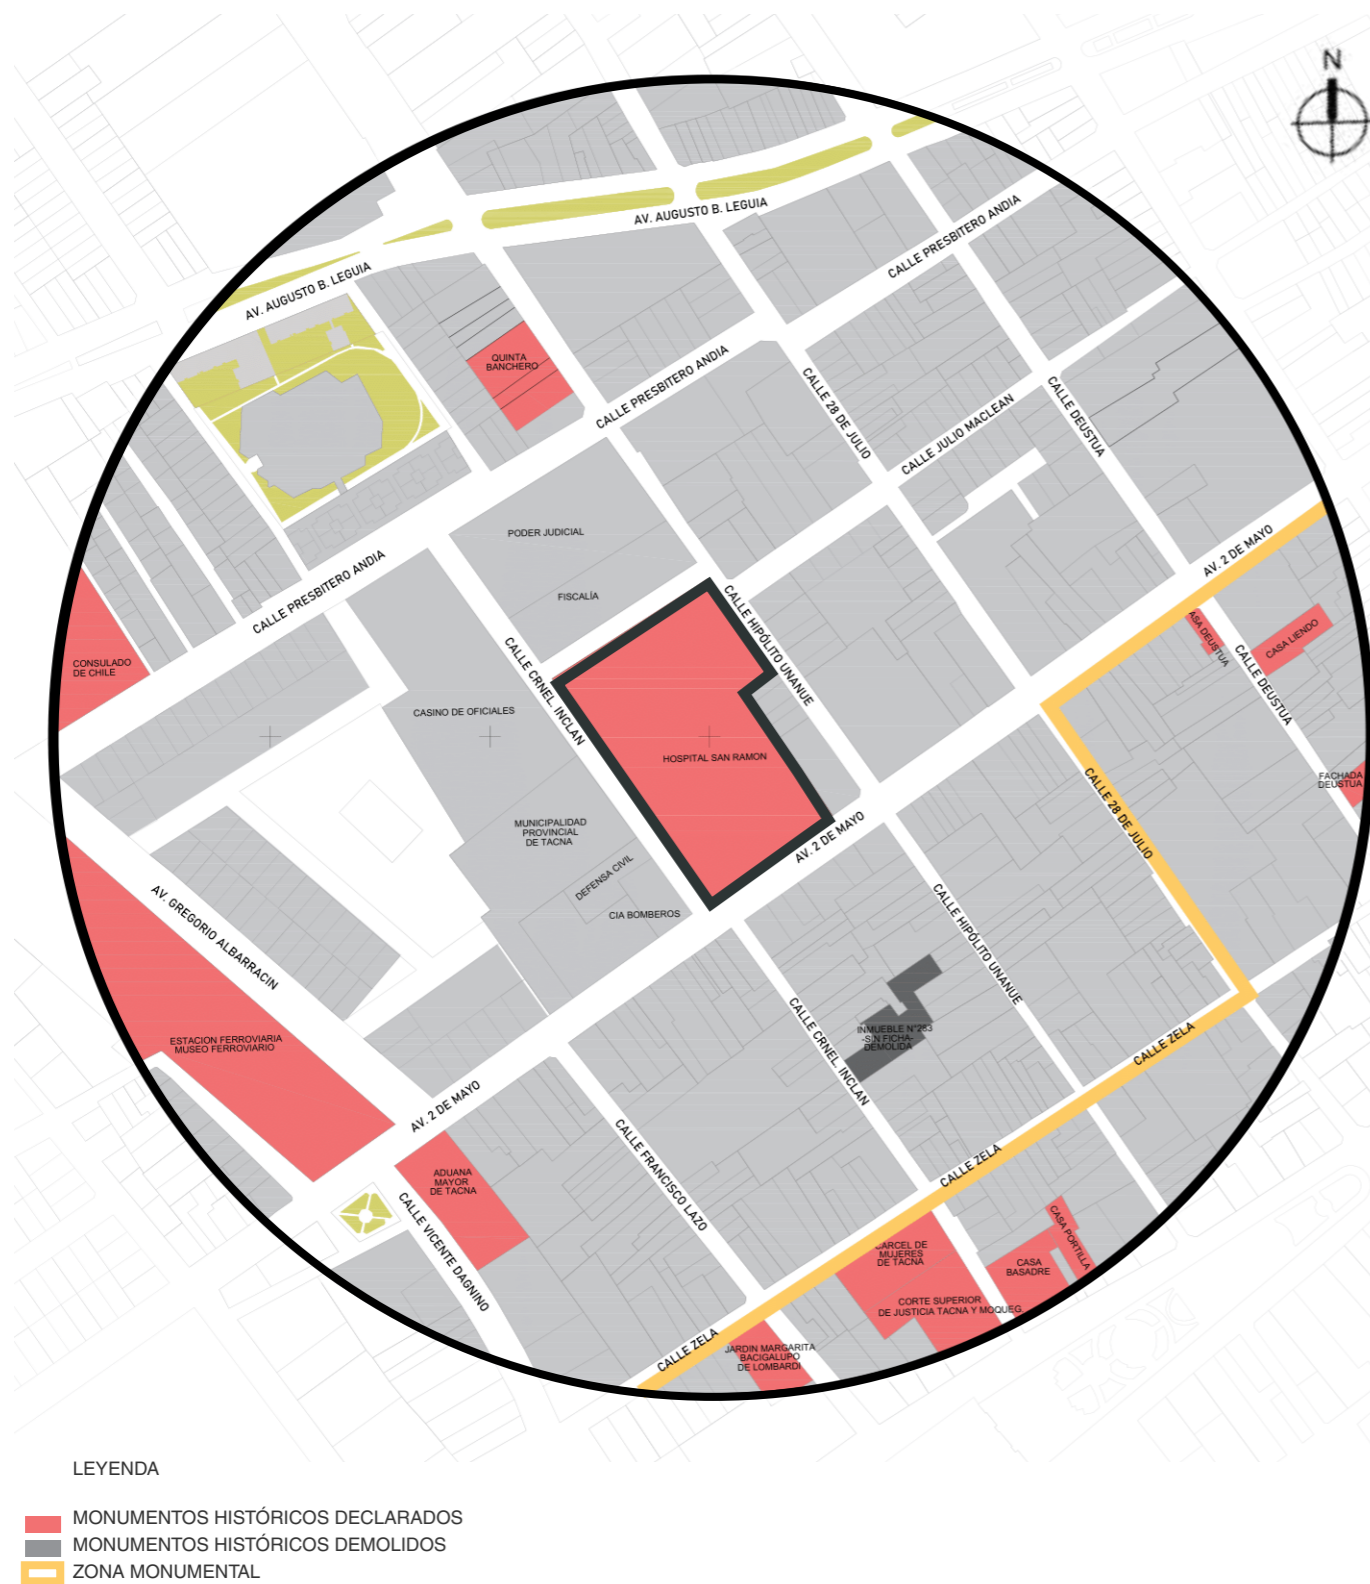 N
AV. AUGUSTO B. LEGUIA
CALLE PRESBITERO ANDIA
AV. AUGUSTO B. LEGUIA
QUINTA
BANCHERO
CALLE PRESBITERO ANDIA
CALLE 28 DE JULIO
CALLE JULIO MACLEAN
CALLE DEUSTUA
PODER JUDICIAL
FISCALÍA
CALLE PRESBITERO ANDIA
AV. 2 DE MAYO
CALLE HIPÓLITO UNANUE
CALLE CRNEL. INCLAN
CONSULADO
DE CHILE
CASINO DE OFICIALES
HOSPITAL SAN RAMON
ASA DEUSTUA
CASA LIENDO
CALLE DEUSTUA
FACHADA
DEUSTUA
CALLE 28 DE JULIO
MUNICIPALIDAD
PROVINCIAL
DE TACNA
DEFENSA CIVIL
CIA BOMBEROS
AV. 2 DE MAYO
AV. GREGORIO ALBARRACIN
CALLE HIPÓLITO UNANUE
ESTACION FERROVIARIA
MUSEO FERROVIARIO
INMUEBLE N°283
-SIN FICHA-
DEMOLIDA
CALLE CRNEL. INCLAN
CALLE ZELA
AV. 2 DE MAYO
ADUANA
MAYOR
DE TACNA
CALLE VICENTE DAGNINO
CALLE FRANCISCO LAZO
CALLE ZELA
CARCEL DE
MUJERES
DE TACNA
CASA PORTILLA
CASA
BASADRE
CORTE SUPERIOR
DE JUSTICIA TACNA Y MOQUEG.
CALLE ZELA
JARDIN MARGARITA
BACIGALUPO
DE LOMBARDI
LEYENDA
MONUMENTOS HISTÓRICOS DECLARADOS
MONUMENTOS HISTÓRICOS DEMOLIDOS
ZONA MONUMENTAL